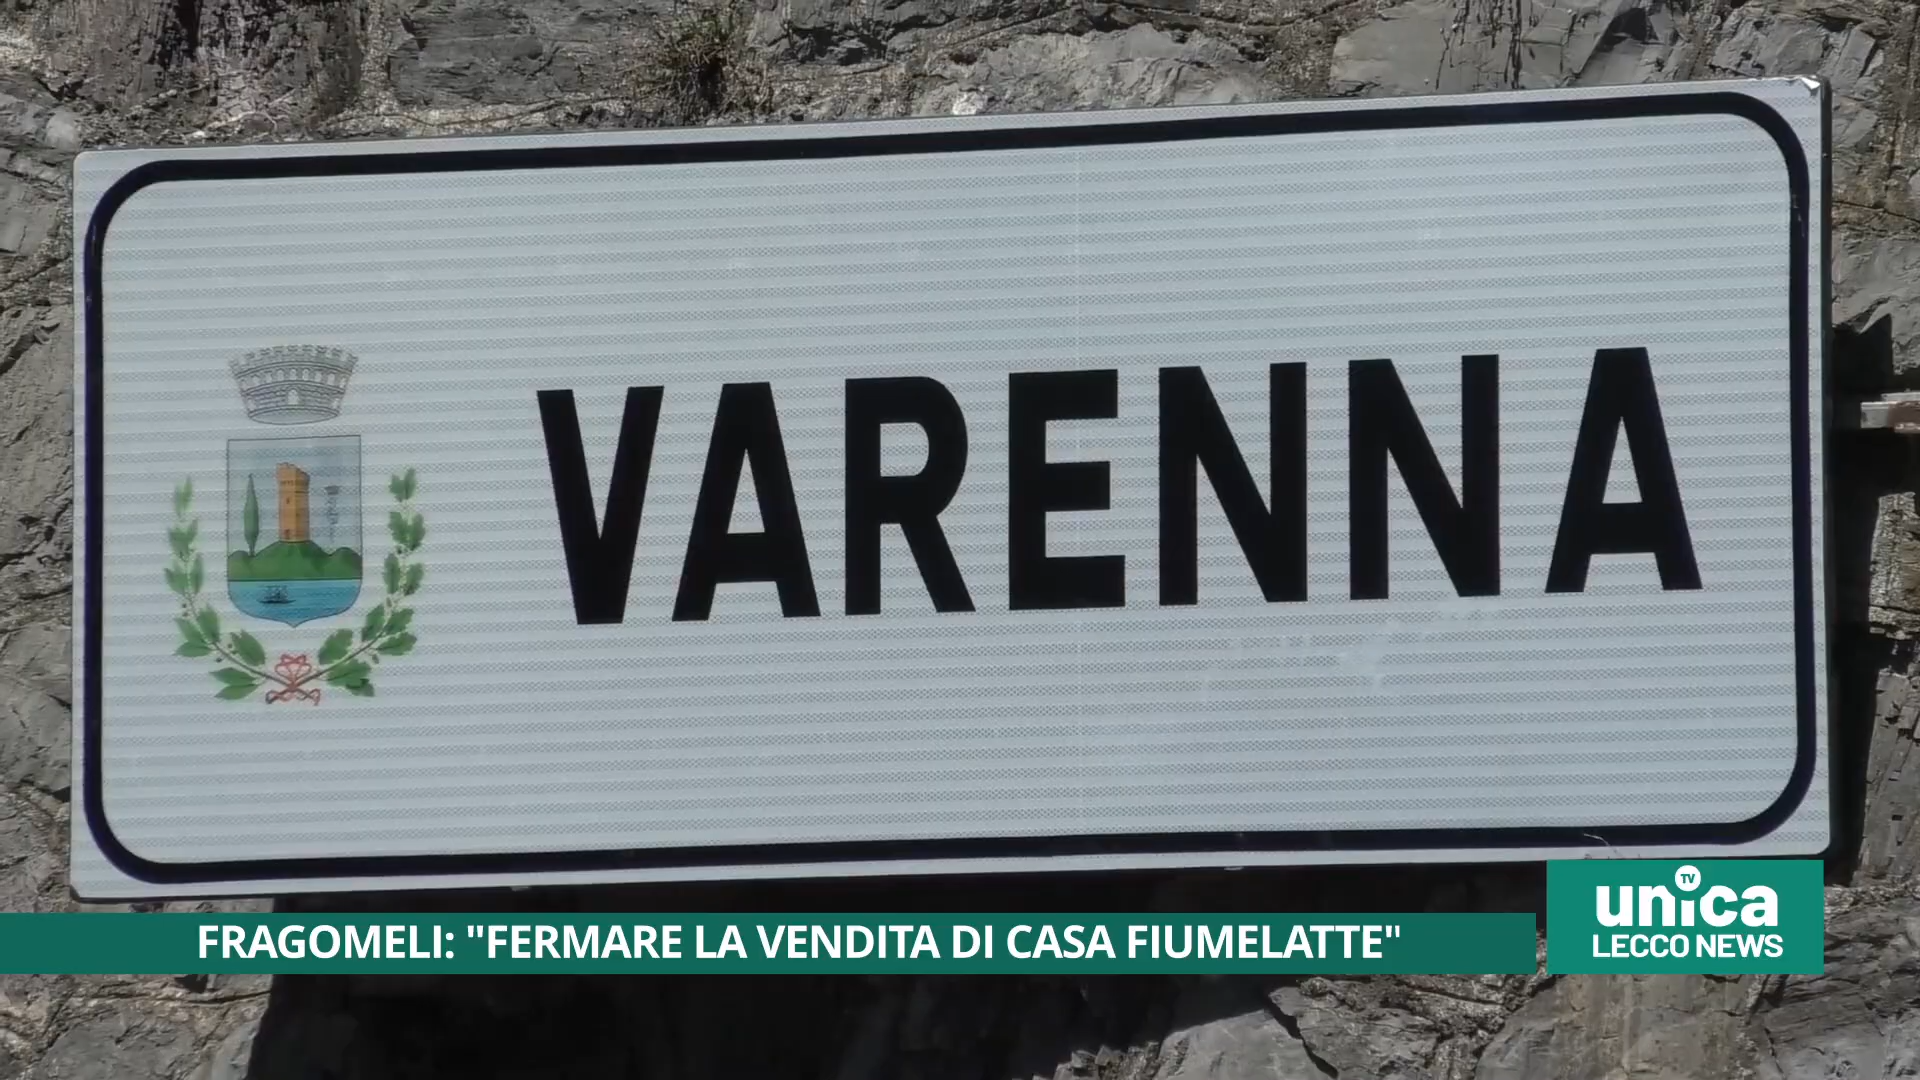 VARENNA
FRAGOMELI: "FERMARE LA VENDITA DI CASA FIUMELATTE"
TV
unica
LECCO NEWS